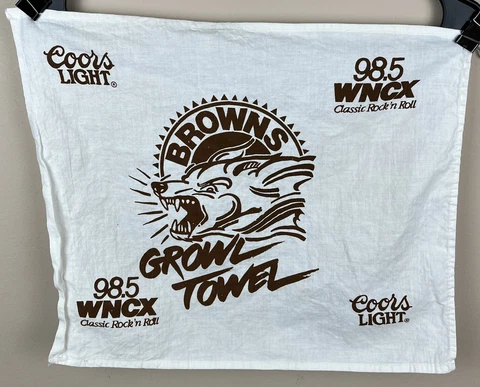 Coors
LIGHT®
98.5
WNCX
Classic Rock'n Roll
BROWNS
GROWL
TOWEL
98.5
WNCX
Classic Rock'n Roll
Coors
LIGHT®